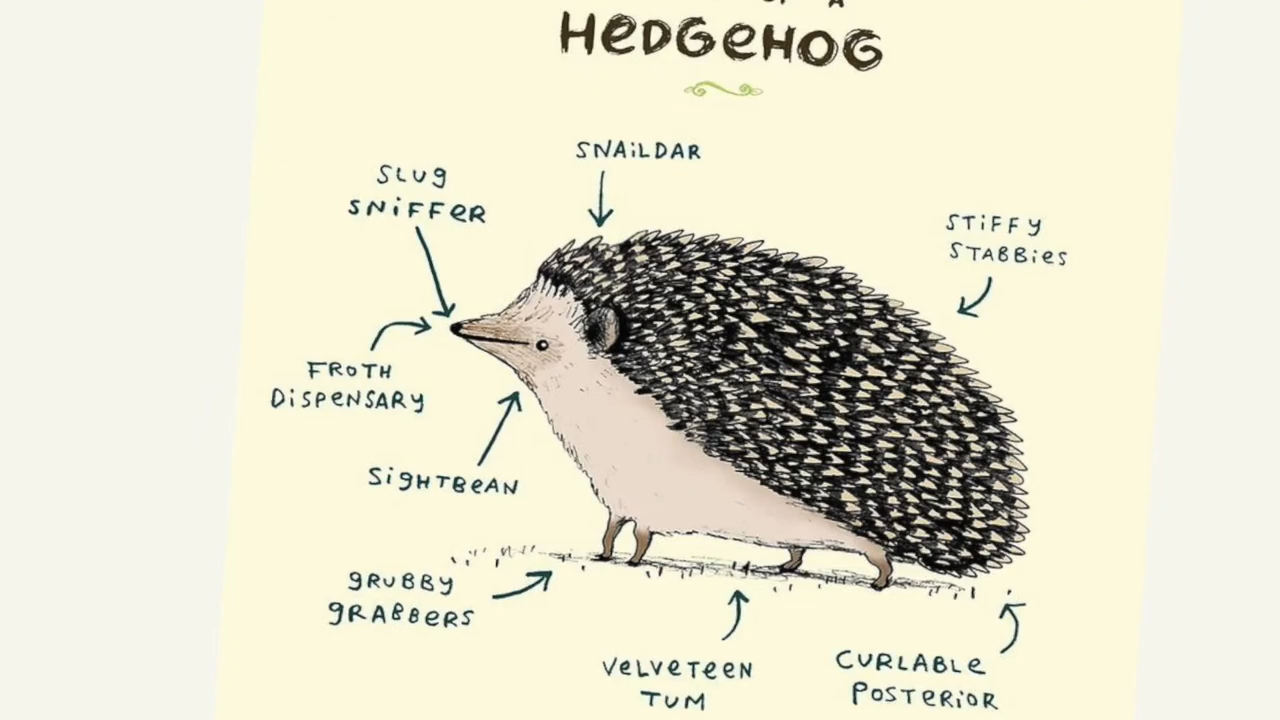 HEDGEHOG
SNAILDAR
SLUG
SNIFFER
STIFFY
STABBIES
FROTH
DISPENSARY
SIGHTBEAN
GRUBBY
GRABBERS
VELVETEEN
TUM
CURLABLE
POSTERIOR